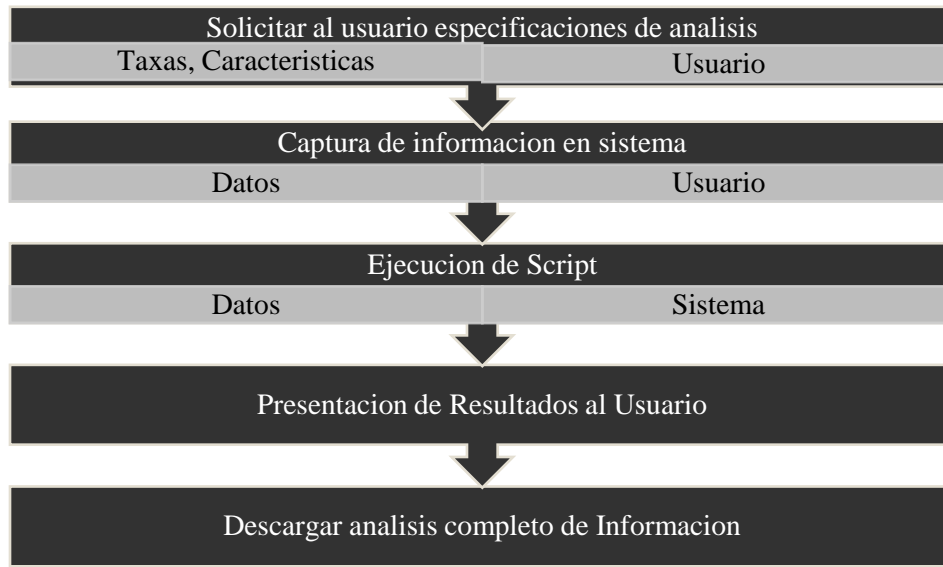 Solicitar al usuario especificaciones de analisis
Taxas, Caracteristicas
Usuario
Captura de informacion en sistema
Datos
Usuario
Ejecucion de Script
Datos
Sistema
Presentacion de Resultados al Usuario
Descargar analisis completo de Informacion